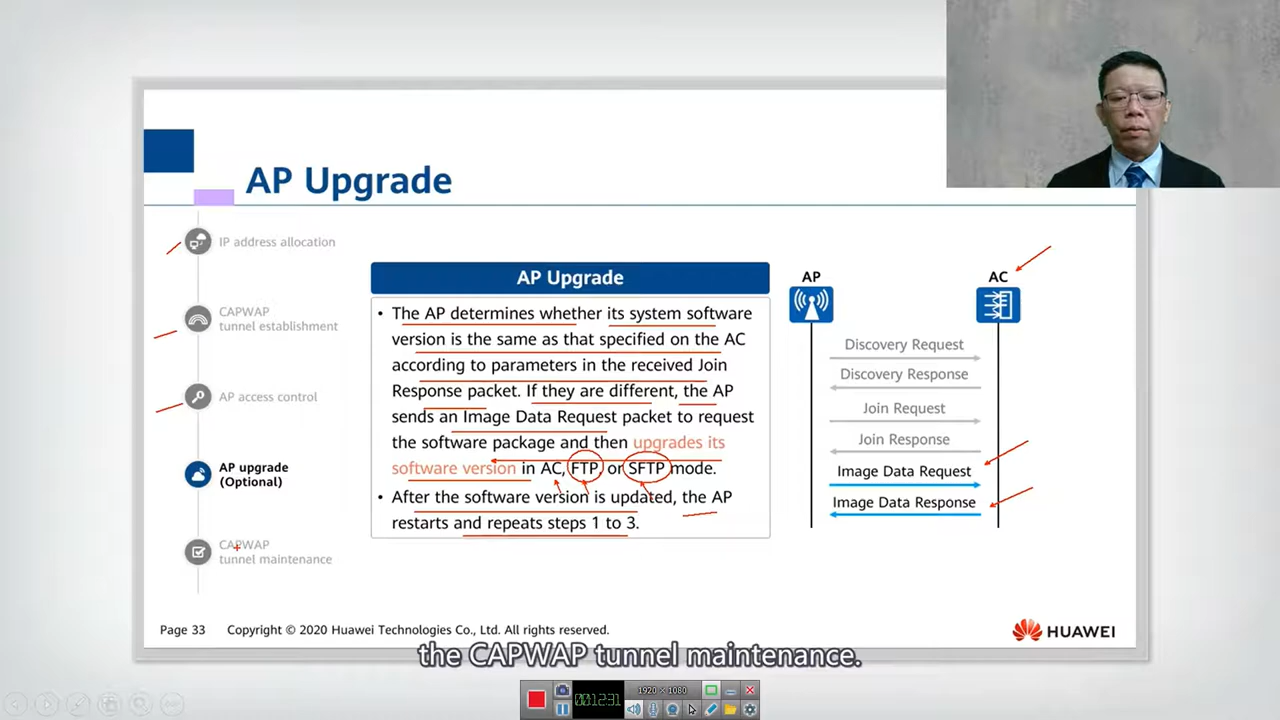 AP Upgrade
IP address allocation
CAPWAP
tunnel establishment
AP access control
AP upgrade
(Optional)
CAPWAP
tunnel maintenance
AP Upgrade
• The AP determines whether its system software
version is the same as that specified on the AC
according to parameters in the received Join
Response packet. If they are different, the AP
sends an Image Data Request packet to request
the software package and then upgrades its
software version in AC, FTP or SFTP mode.
• After the software version is updated, the AP
restarts and repeats steps 1 to 3.
AP
AC
Discovery Request
Discovery Response
Join Request
Join Response
Image Data Request
Image Data Response
Page 33
Copyright © 2020 Huawei Technologies Co., Ltd. All rights reserved.
HUAWEI
the CAPWAP tunnel maintenance.
00:12:31
1920 × 1080